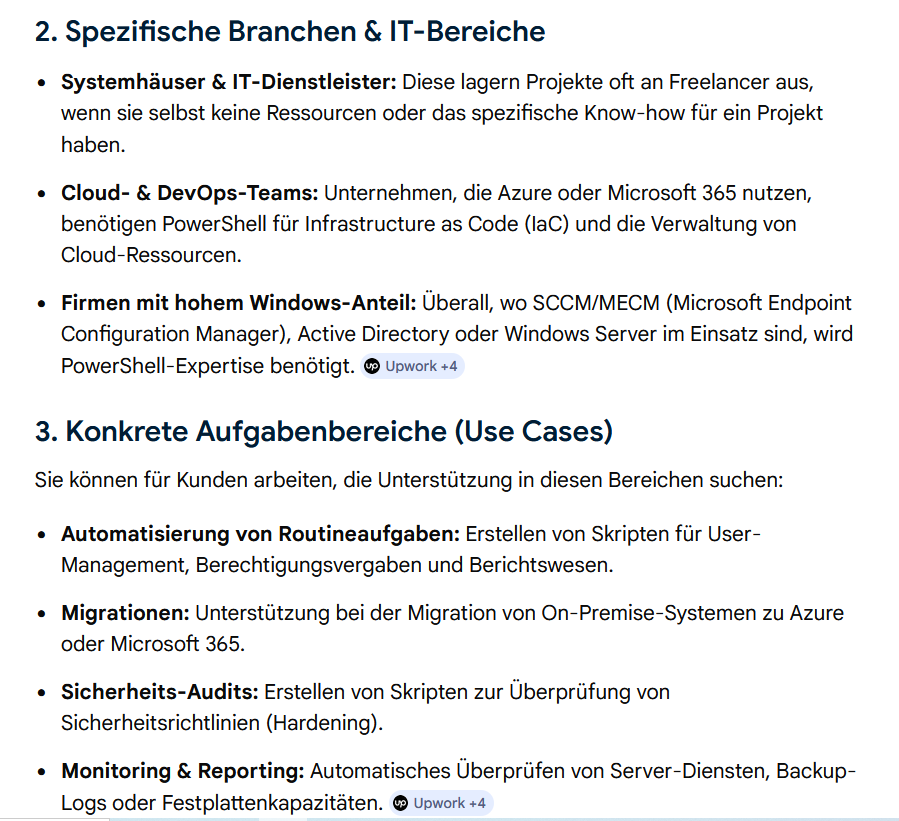 2. Spezifische Branchen & IT-Bereiche
• Systemhäuser & IT-Dienstleister: Diese lagern Projekte oft an Freelancer aus,
wenn sie selbst keine Ressourcen oder das spezifische Know-how für ein Projekt
haben.
• Cloud- & DevOps-Teams: Unternehmen, die Azure oder Microsoft 365 nutzen,
benötigen PowerShell für Infrastructure as Code (IaC) und die Verwaltung von
Cloud-Ressourcen.
• Firmen mit hohem Windows-Anteil: Überall, wo SCCM/MECM (Microsoft Endpoint
Configuration Manager), Active Directory oder Windows Server im Einsatz sind, wird
PowerShell-Expertise benötigt. up Upwork +4
3. Konkrete Aufgabenbereiche (Use Cases)
Sie können für Kunden arbeiten, die Unterstützung in diesen Bereichen suchen:
• Automatisierung von Routineaufgaben: Erstellen von Skripten für User-
Management, Berechtigungsvergaben und Berichtswesen.
• Migrationen: Unterstützung bei der Migration von On-Premise-Systemen zu Azure
oder Microsoft 365.
• Sicherheits-Audits: Erstellen von Skripten zur Überprüfung von
Sicherheitsrichtlinien (Hardening).
• Monitoring & Reporting: Automatisches Überprüfen von Server-Diensten, Backup-
Logs oder Festplattenkapazitäten. up Upwork +4